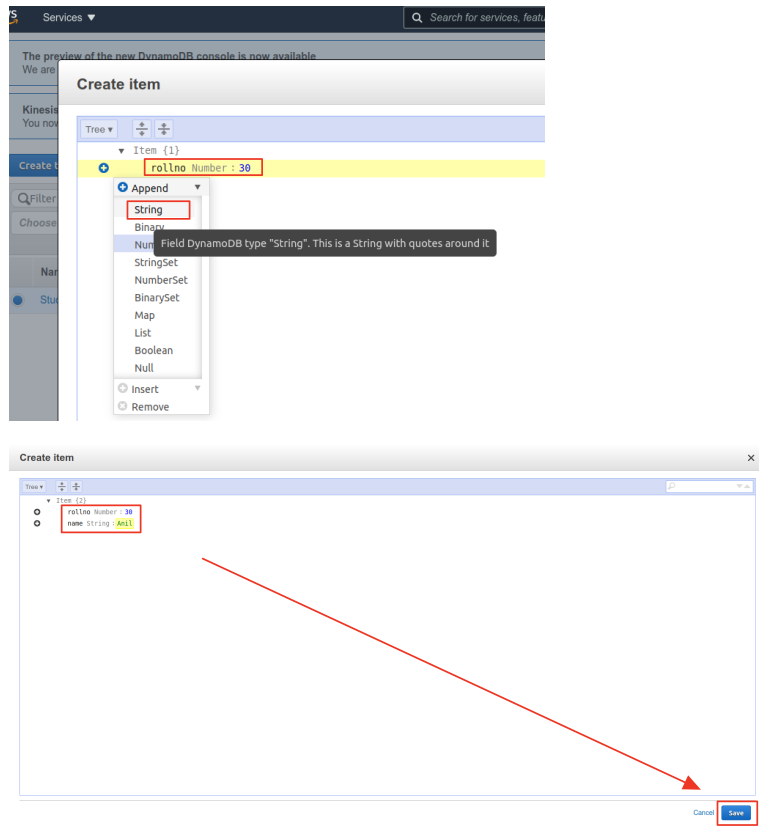 Services ▼
Search for services, featu
The preview of the new DynamoDB console is now available
We are
Create item
Kinesis
You nov
Tree ▾
▼ Item {1}
rollno Number : 30
Create t
Append ▼
Filter
String
Choose
Binary
Num
Field DynamoDB type "String". This is a String with quotes around it
StringSet
Nar
NumberSet
BinarySet
Stu
Map
List
Boolean
Null
Insert ▼
Remove
Create item ×
Tree ▾
▼ Item {2}
rollno Number : 30
name String : Anil
Cancel Save